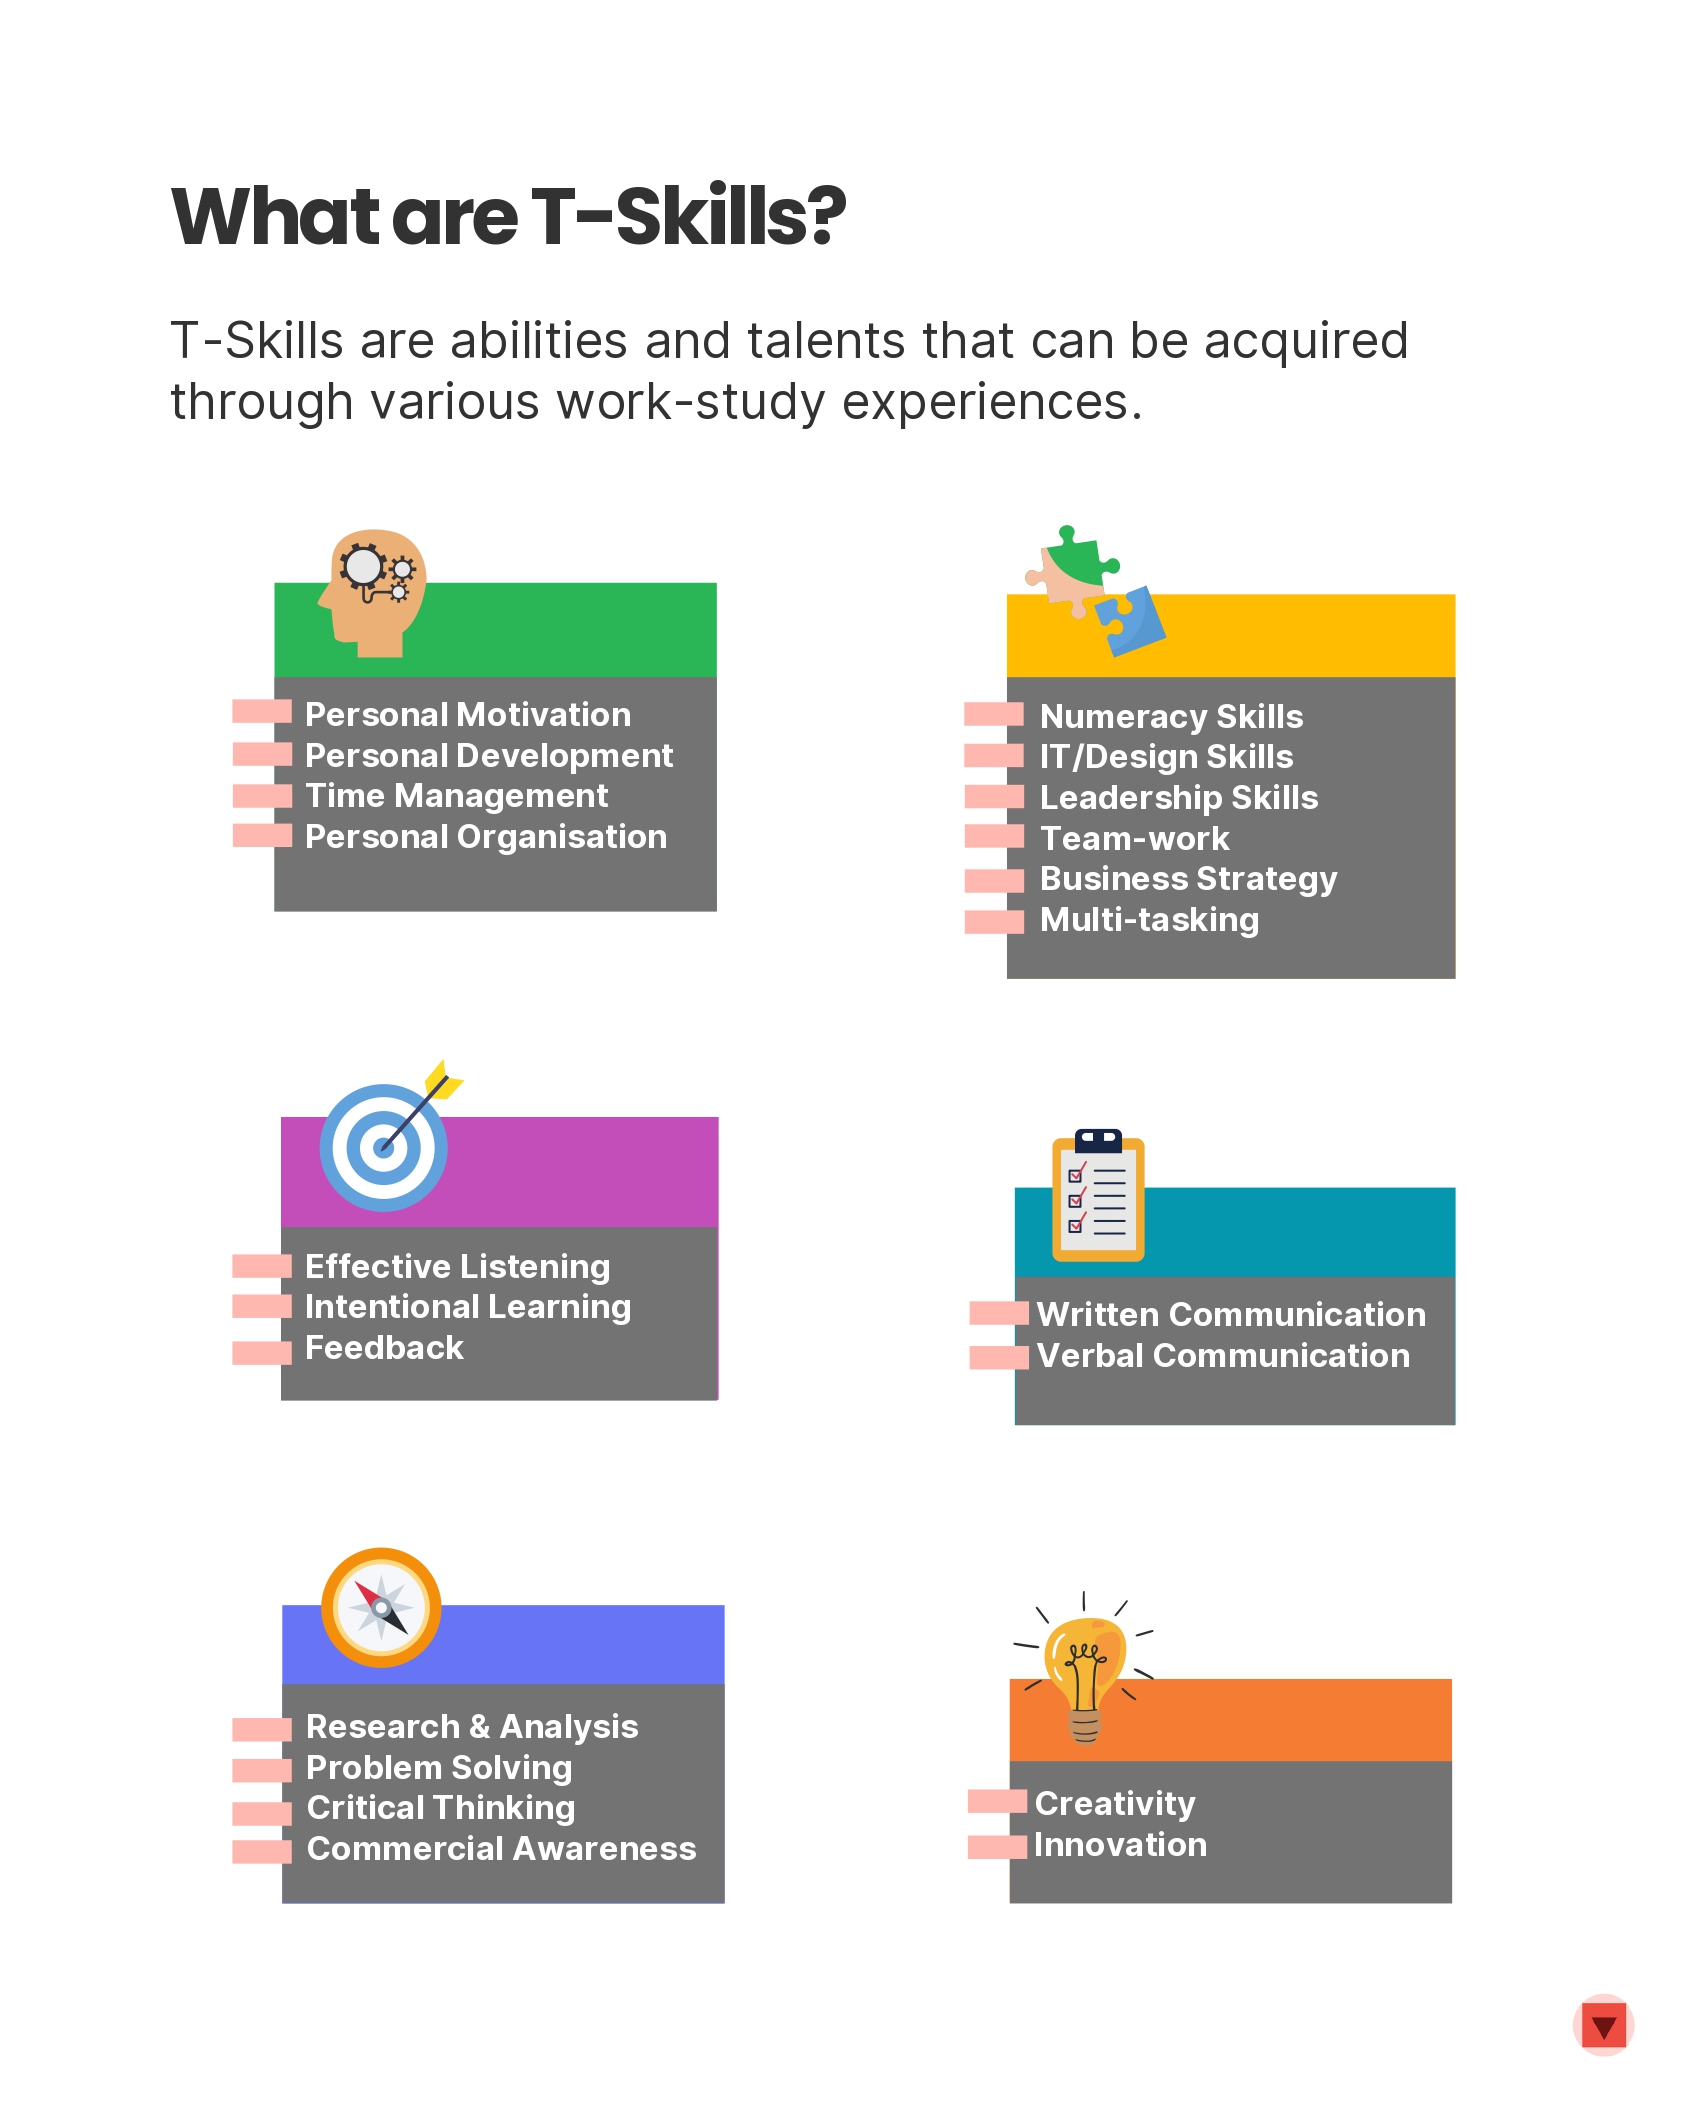 What are T-Skills?
T-Skills are abilities and talents that can be acquired
through various work-study experiences.
Personal Motivation
Personal Development
Time Management
Personal Organisation
Numeracy Skills
IT/Design Skills
Leadership Skills
Team-work
Business Strategy
Multi-tasking
Effective Listening
Intentional Learning
Feedback
Written Communication
Verbal Communication
Research & Analysis
Problem Solving
Critical Thinking
Commercial Awareness
Creativity
Innovation